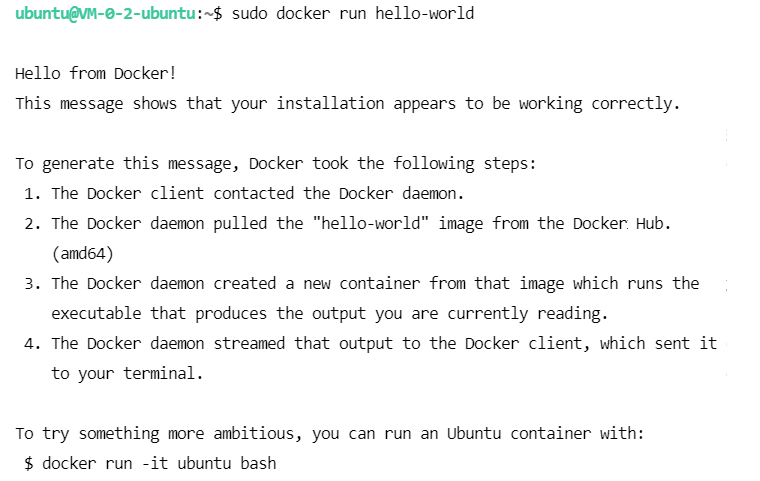 ubuntu@VM-0-2-ubuntu:~$ sudo docker run hello-world
Hello from Docker!
This message shows that your installation appears to be working correctly.
To generate this message, Docker took the following steps:
1. The Docker client contacted the Docker daemon.
2. The Docker daemon pulled the "hello-world" image from the Docker Hub.
(amd64)
3. The Docker daemon created a new container from that image which runs the
executable that produces the output you are currently reading.
4. The Docker daemon streamed that output to the Docker client, which sent it
to your terminal.
To try something more ambitious, you can run an Ubuntu container with:
$ docker run -it ubuntu bash